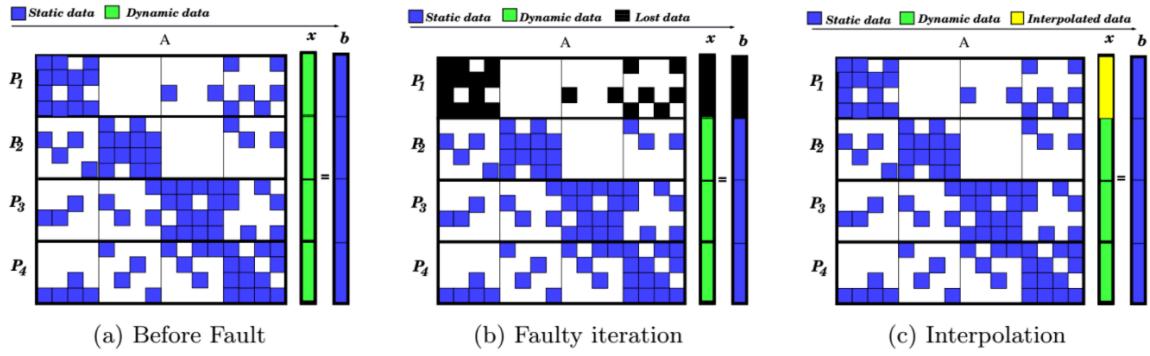 Static data Dynamic data
A x b
P1
P2
P3
P4
=
(a) Before Fault
Static data Dynamic data Lost data
A x b
P1
P2
P3
P4
=
(b) Faulty iteration
Static data Dynamic data Interpolated data
A x b
P1
P2
P3
P4
=
(c) Interpolation